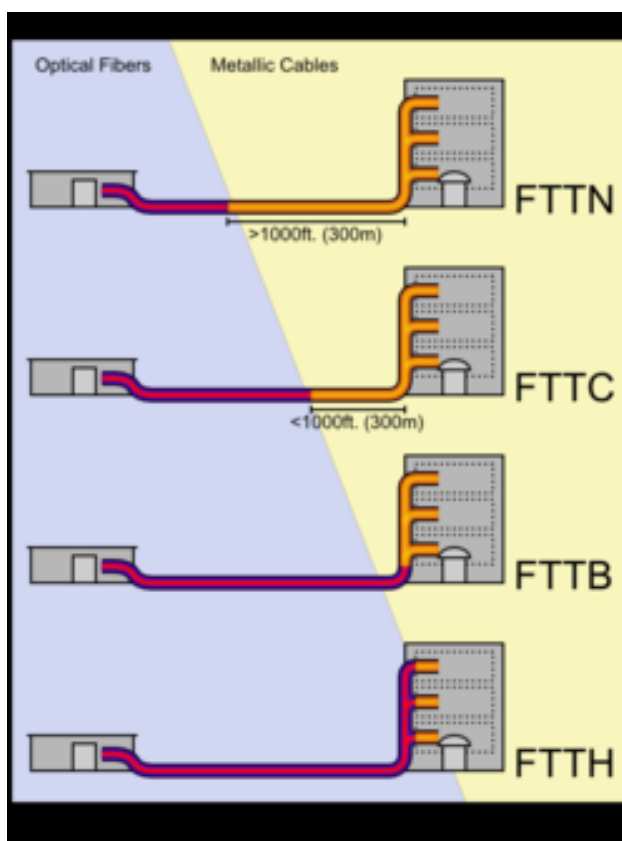 Optical Fibers Metallic Cables
FTTN
>1000ft. (300m)
FTTC
<1000ft. (300m)
FTTB
FTTH